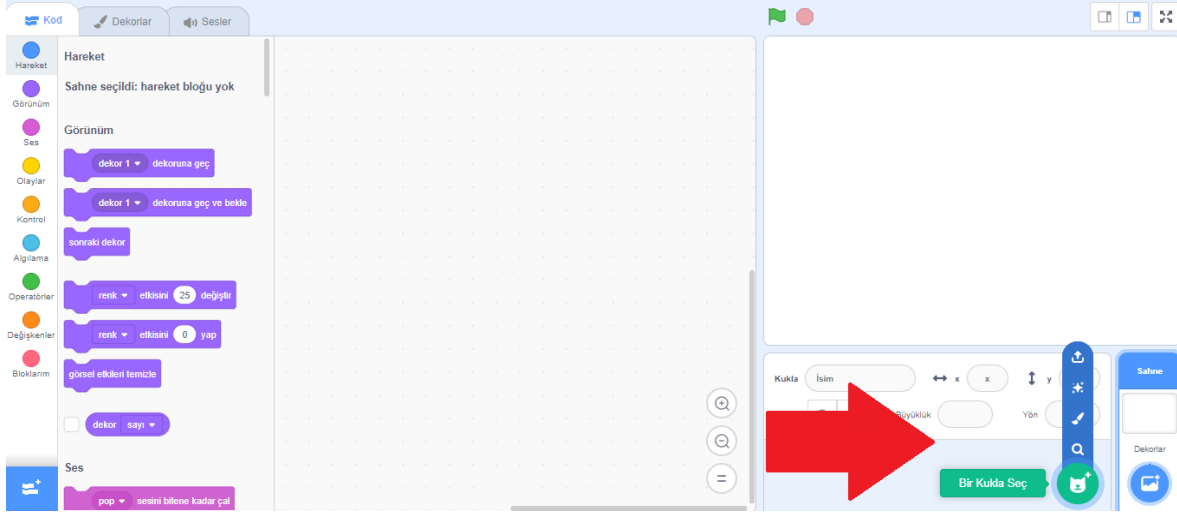 Kod
Dekorlar
Sesler
Hareket
Görünüm
Ses
Olaylar
Kontrol
Algılama
Operatörler
Değişkenler
Bloklarım
Hareket
Sahne seçildi: hareket bloğu yok
Görünüm
dekor 1 dekoruna geç
dekor 1 dekoruna geç ve bekle
sonraki dekor
renk etkisini 25 değiştir
renk etkisini 0 yap
görsel etkileri temizle
dekor sayı
Ses
pop sesini bitene kadar çal
Kukla İsim x x y
Büyüklük Yön
Bir Kukla Seç
Sahne
Dekorlar